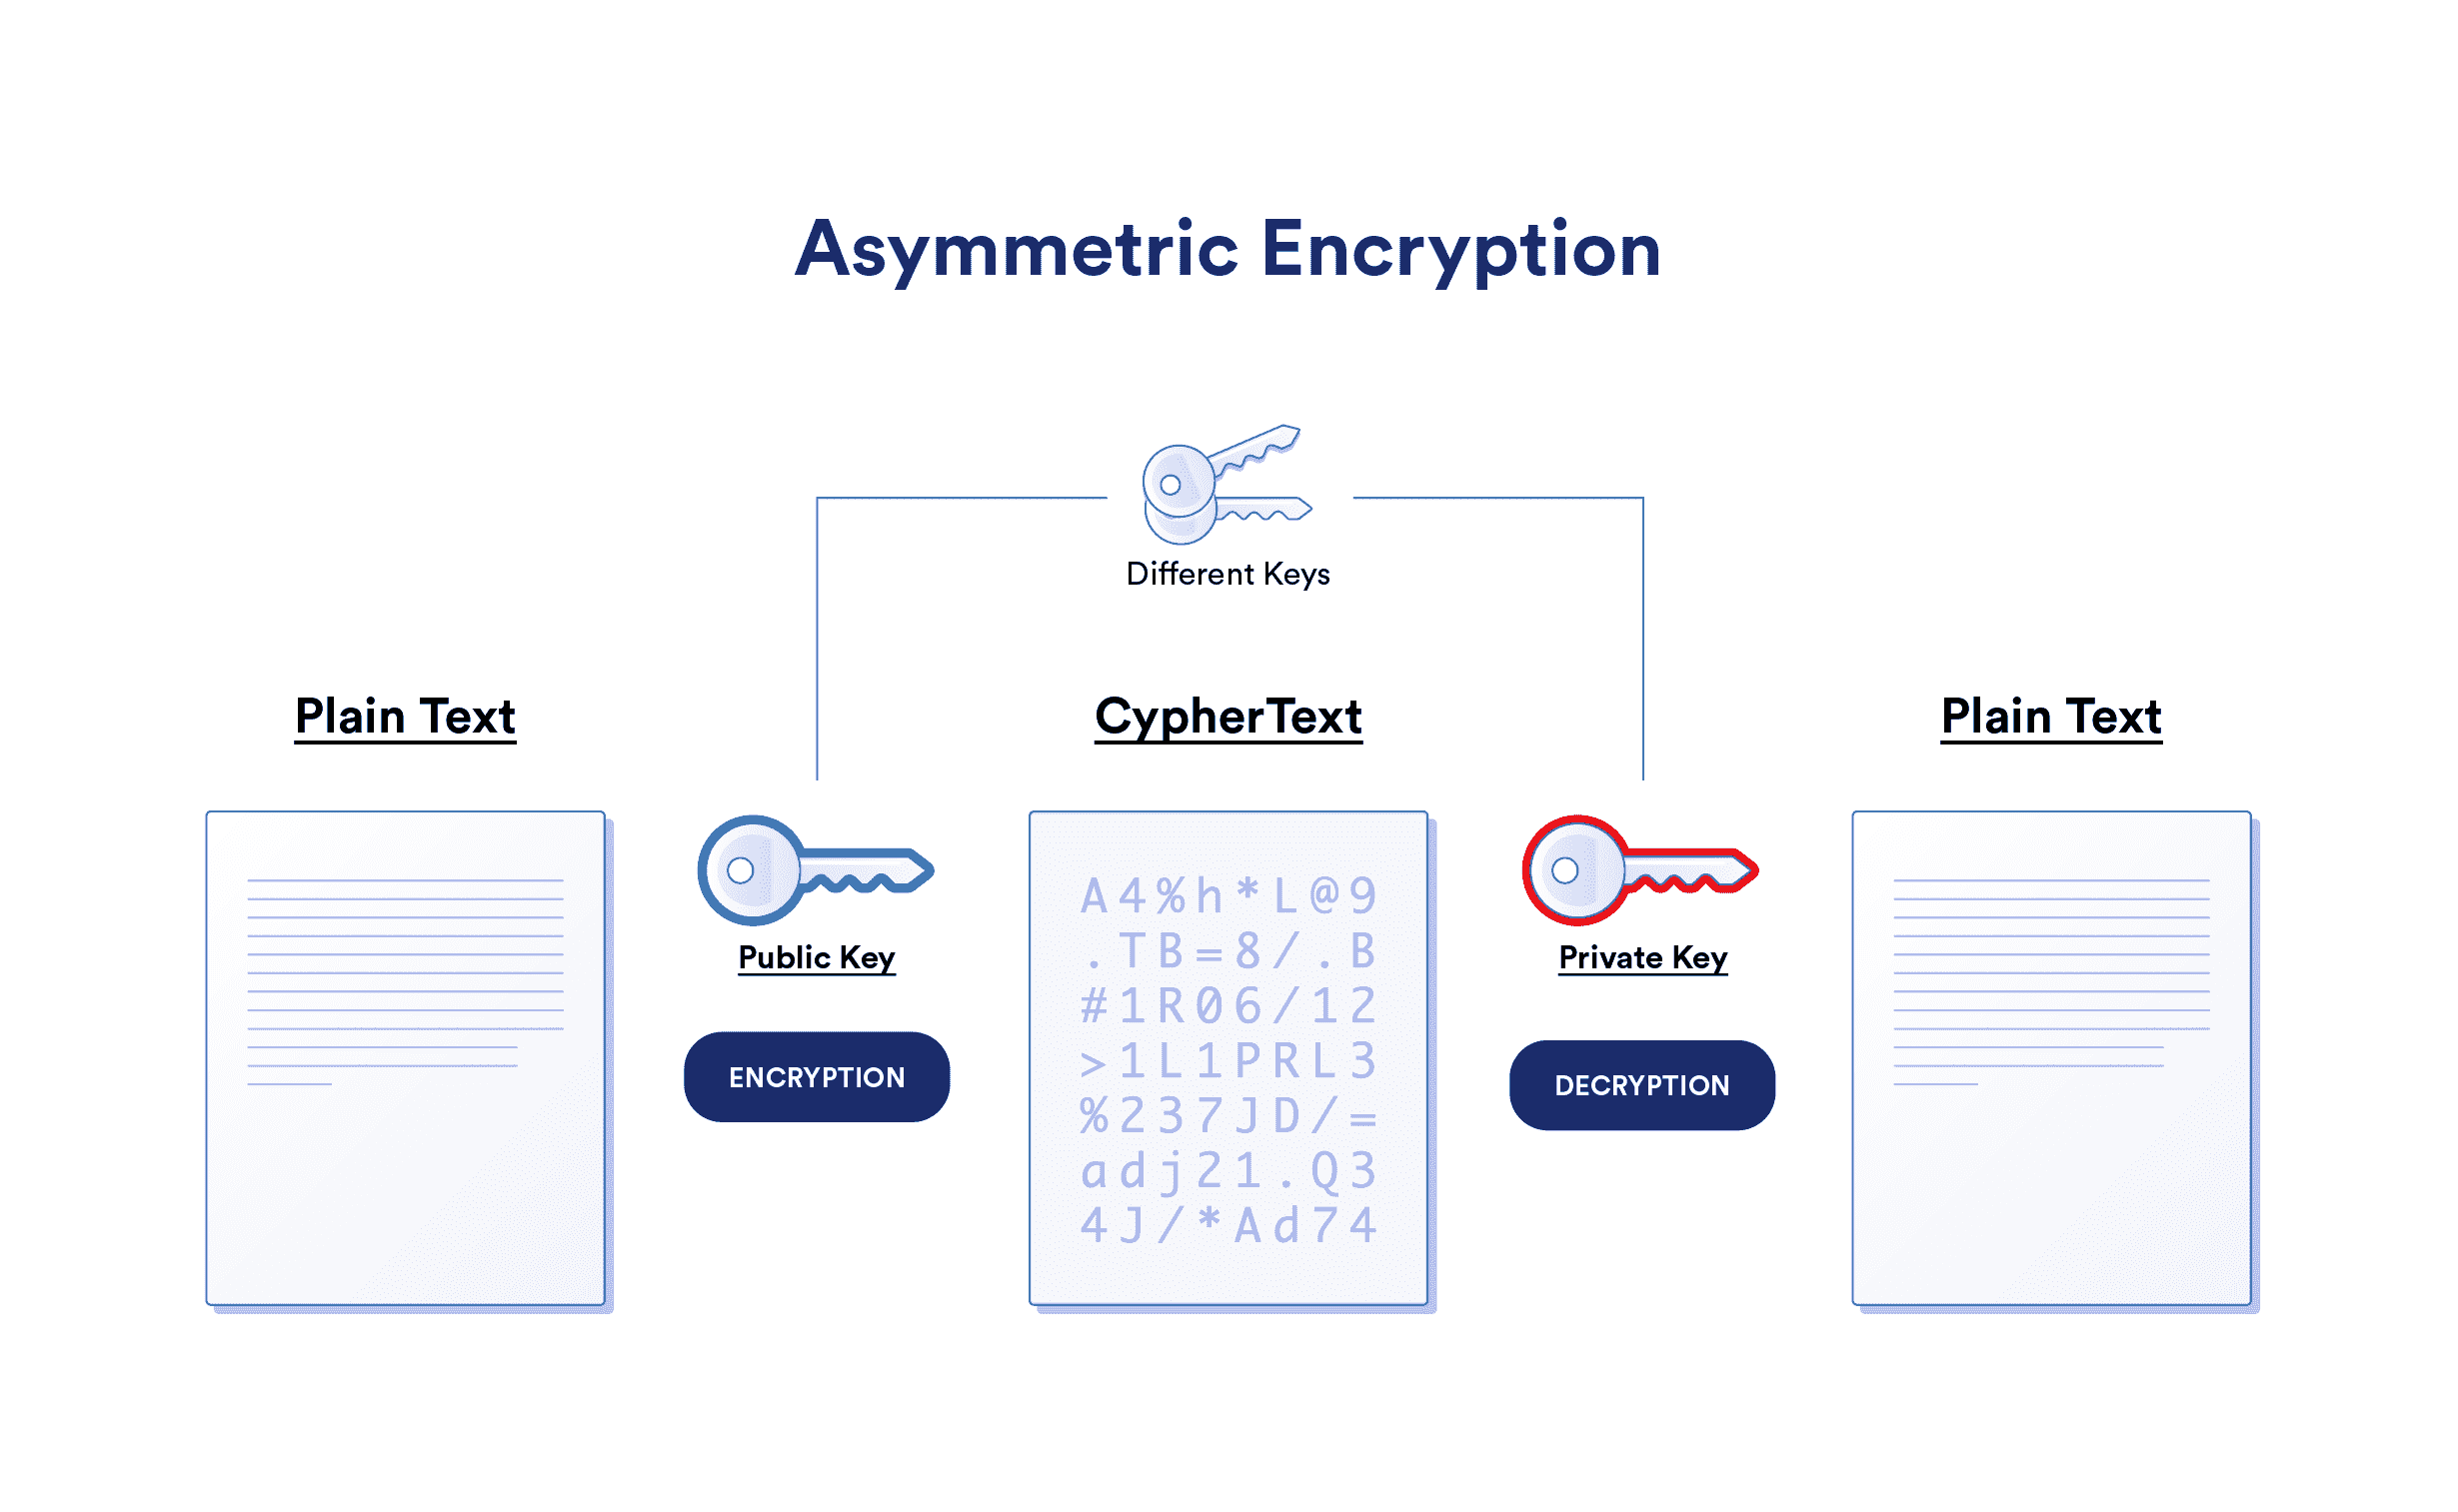 Asymmetric Encryption
Different Keys
Plain Text
CypherText
Plain Text
Public Key
ENCRYPTION
A4%h*L@9
.TB=8/.B
#1R06/12
>1L1PRL3
%237JD/=
adj21.Q3
4J/*Ad74
Private Key
DECRYPTION